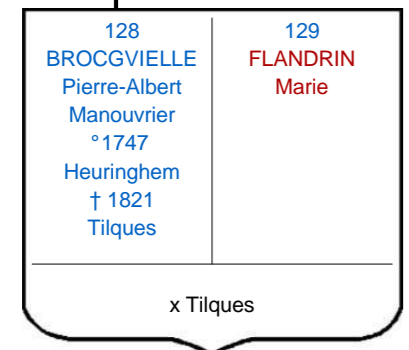 128
BROCGVIELLE
Pierre-Albert
Manouvrier
°1747
Heuringhem
† 1821
Tilques
129
FLANDRIN
Marie
x Tilques